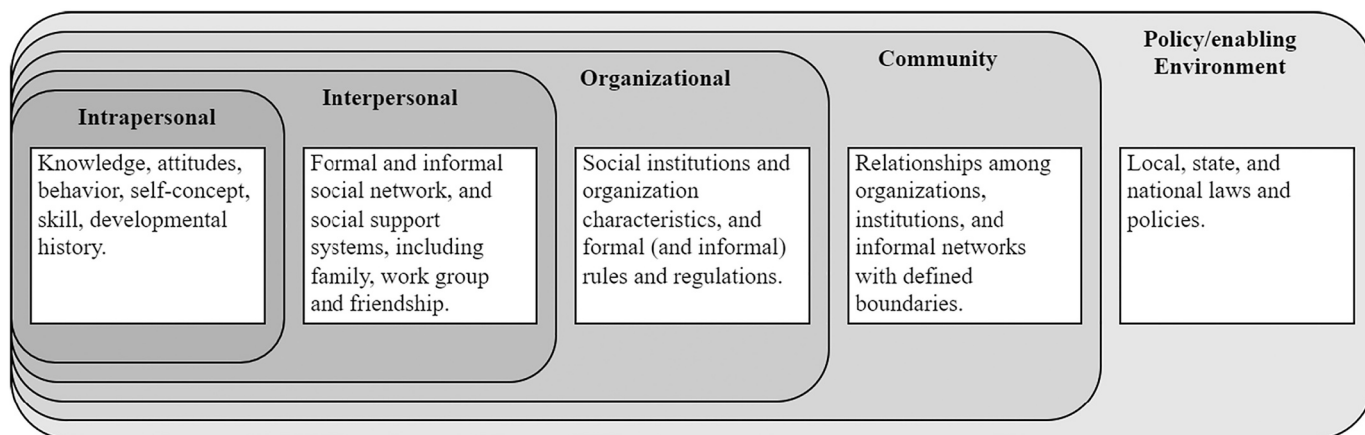 Intrapersonal
Knowledge, attitudes,
behavior, self-concept,
skill, developmental
history.
Interpersonal
Formal and informal
social network, and
social support
systems, including
family, work group
and friendship.
Organizational
Social institutions and
organization
characteristics, and
formal (and informal)
rules and regulations.
Community
Relationships among
organizations,
institutions, and
informal networks
with defined
boundaries.
Policy/enabling
Environment
Local, state, and
national laws and
policies.